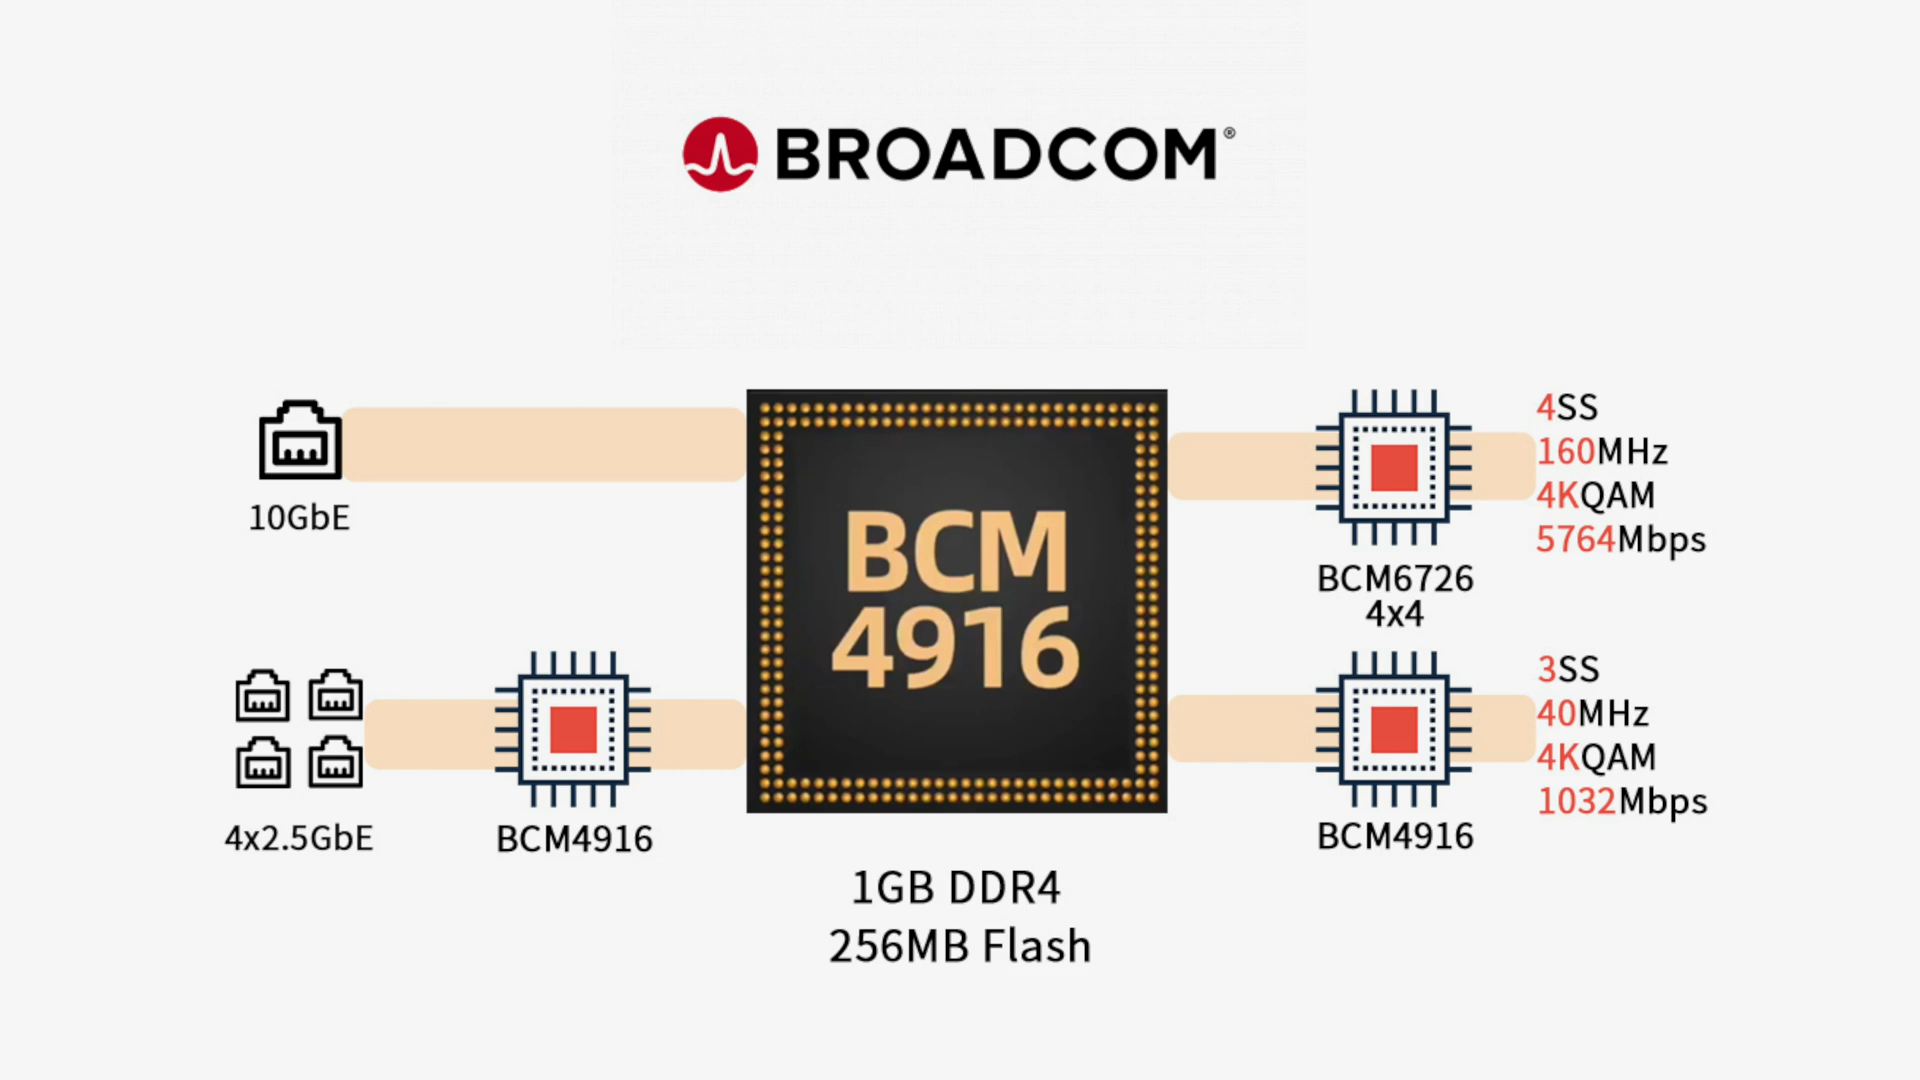 BROADCOM®
10GbE
4x2.5GbE
BCM4916
BCM
4916
1GB DDR4
256MB Flash
BCM6726
4x4
4SS
160MHz
4KQAM
5764Mbps
BCM4916
3SS
40MHz
4KQAM
1032Mbps